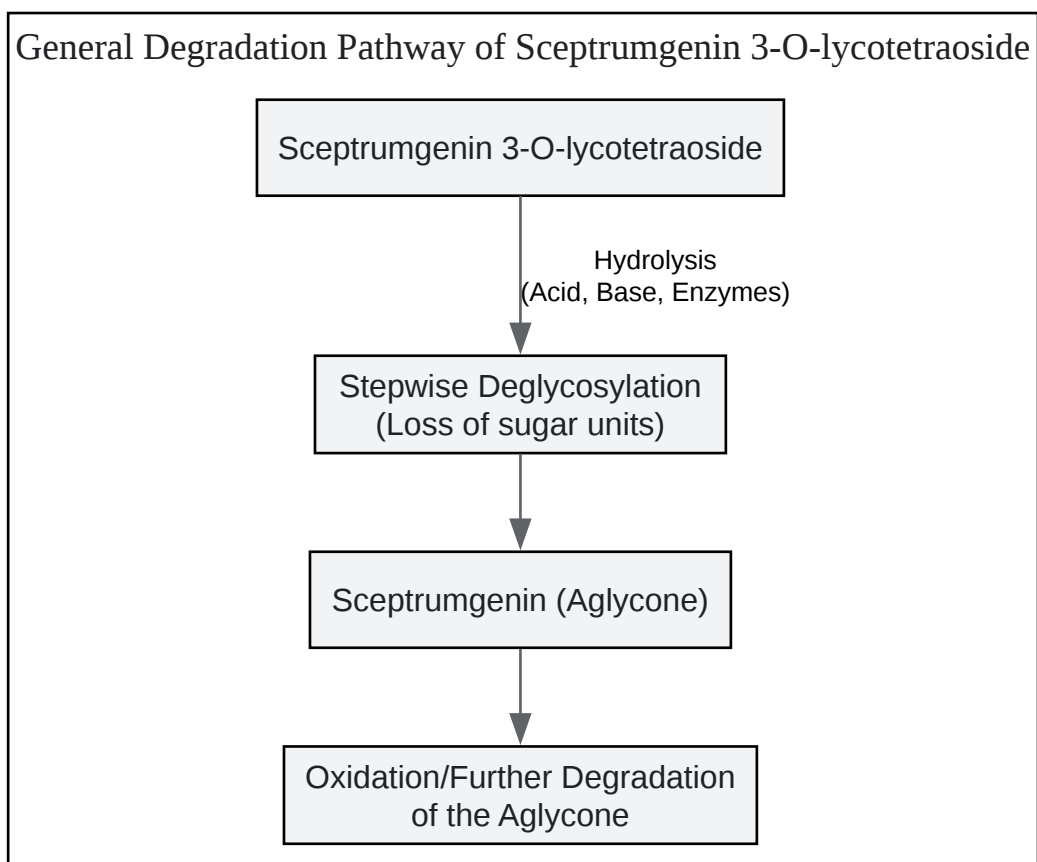 General Degradation Pathway of Sceptrumgenin 3-O-lycotetraoside
Sceptrumgenin 3-O-lycotetraoside
Hydrolysis
(Acid, Base, Enzymes)
Stepwise Deglycosylation
(Loss of sugar units)
Sceptrumgenin (Aglycone)
Oxidation/Further Degradation
of the Aglycone